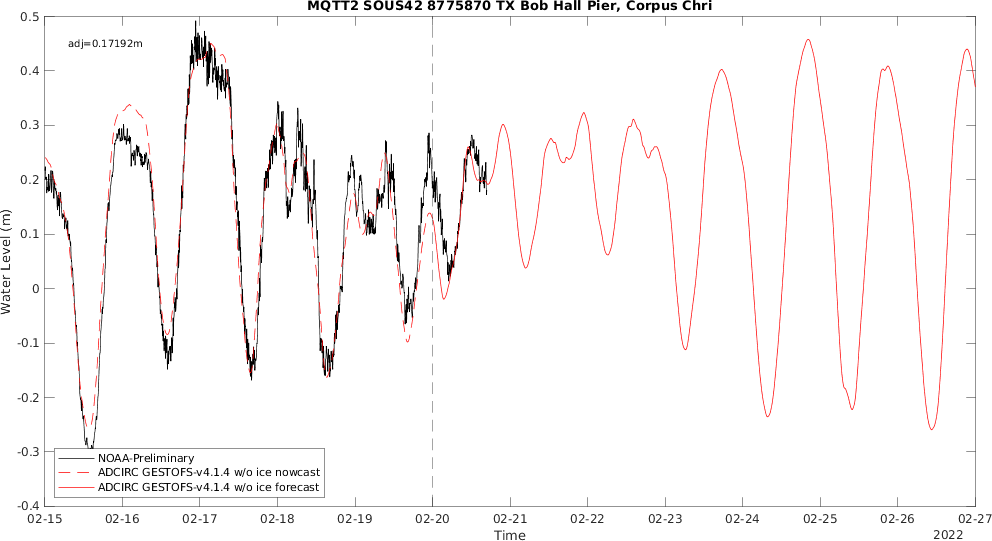 MQTT2 SOUS42 8775870 TX Bob Hall Pier, Corpus Chri
adj=0.17192m
0.5
0.4
0.3
0.2
0.1
0
-0.1
-0.2
-0.3
-0.4
Water Level (m)
NOAA-Preliminary
ADCIRC GESTOFS-v4.1.4 w/o ice nowcast
ADCIRC GESTOFS-v4.1.4 w/o ice forecast
02-15 02-16 02-17 02-18 02-19 02-20 02-21 02-22 02-23 02-24 02-25 02-26 02-27
Time
2022